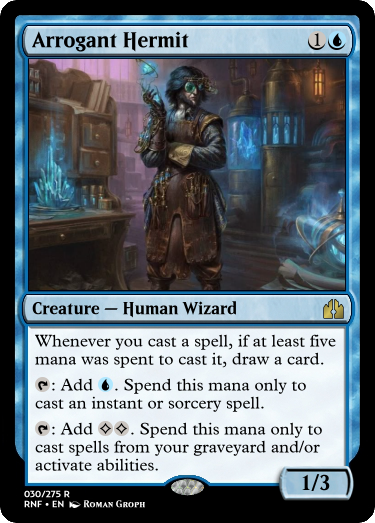 Arrogant Hermit 1
Creature — Human Wizard
Whenever you cast a spell, if at least five
mana was spent to cast it, draw a card.
: Add . Spend this mana only to
cast an instant or sorcery spell.
: Add . Spend this mana only to
cast spells from your graveyard and/or
activate abilities.
1/3
030/275 R
RNF • EN Roman Groph